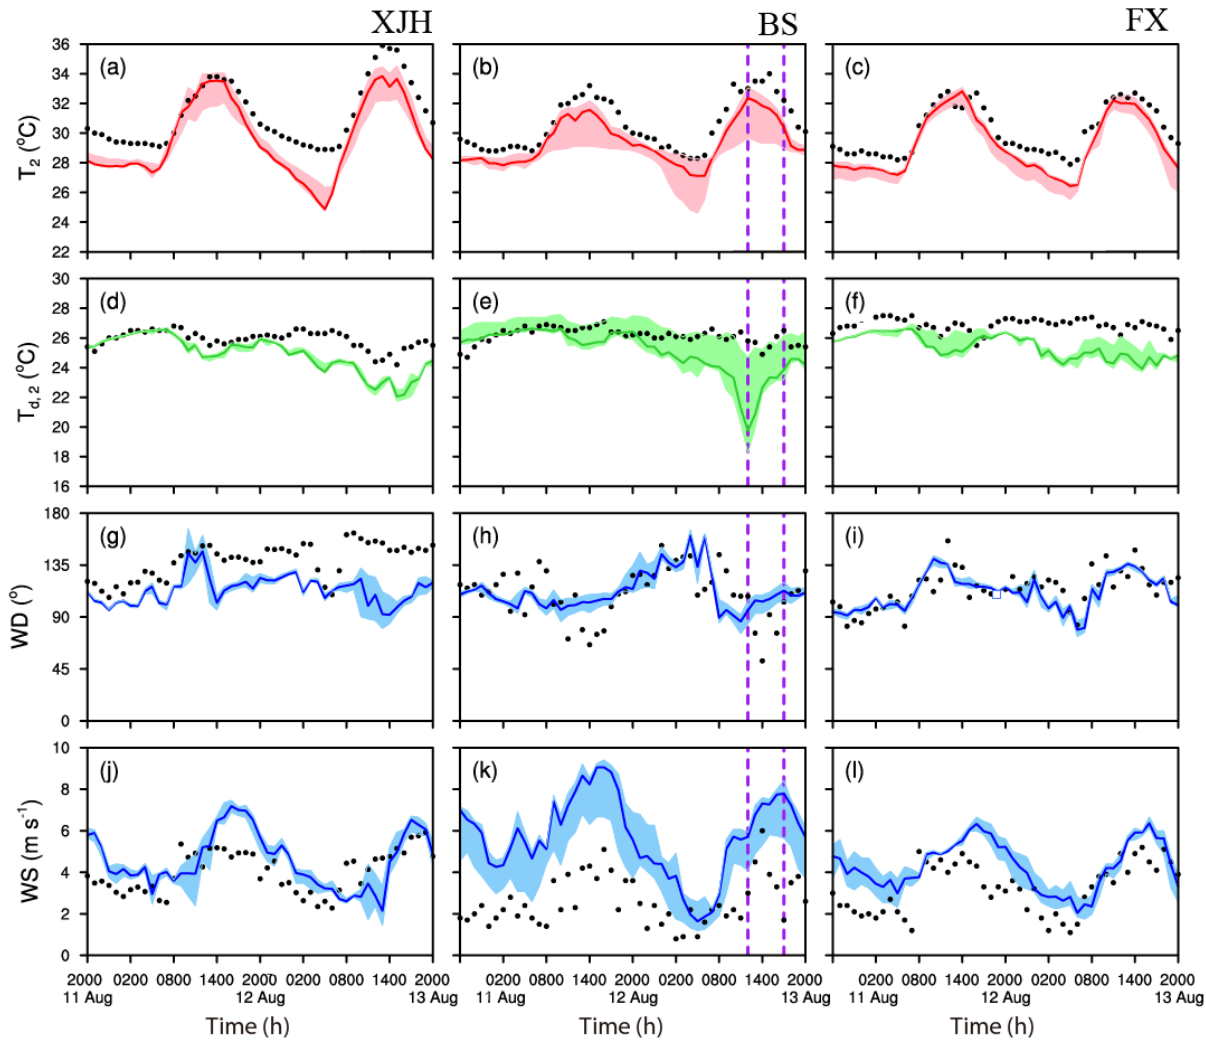 XJH
BS
FX
36
34
32
30
28
26
24
22
T2 (ºC)
(a)
(b)
(c)
30
28
26
24
22
20
18
16
Td, 2 (ºC)
(d)
(e)
(f)
180
135
90
45
0
WD (º)
(g)
(h)
(i)
10
8
6
4
2
0
WS (m s-1)
(j)
(k)
(l)
2000 0200 0800 1400 2000 0200 0800 1400 2000
11 Aug 12 Aug 13 Aug
0200 0800 1400 2000 0200 0800 1400 2000
11 Aug 12 Aug 13 Aug
0200 0800 1400 2000 0200 0800 1400 2000
11 Aug 12 Aug 13 Aug
Time (h)
Time (h)
Time (h)